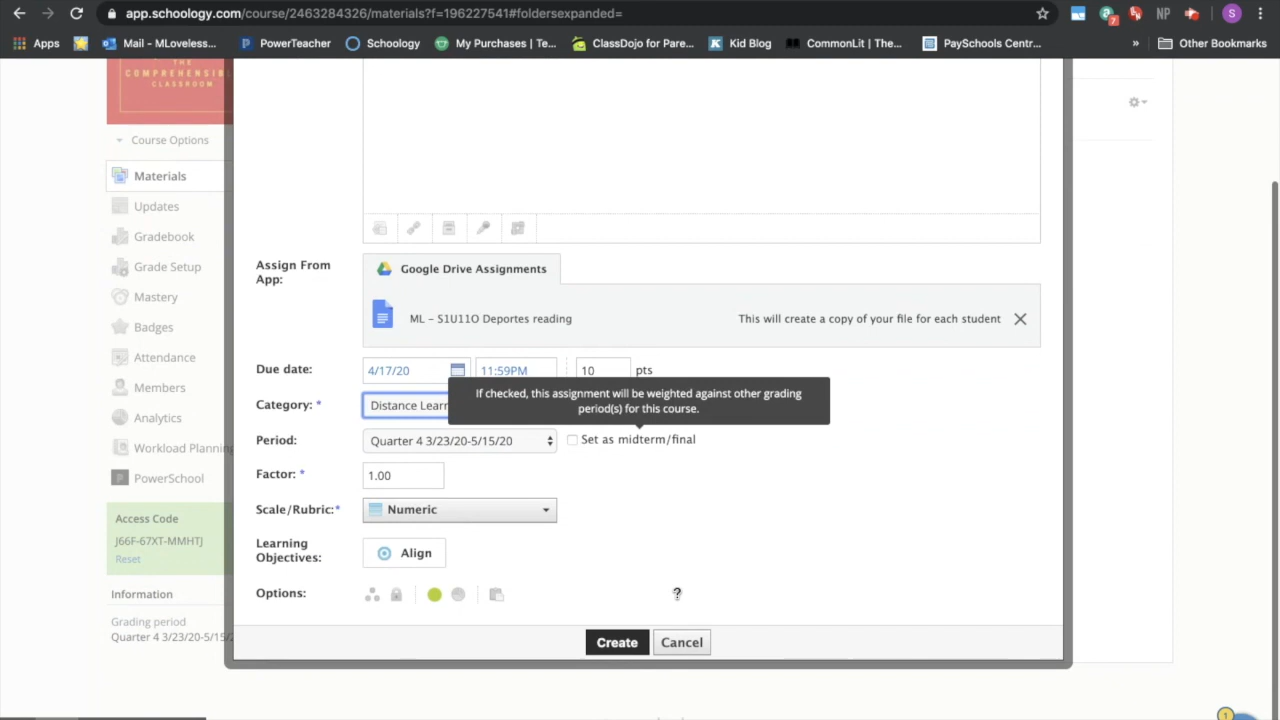 app.schoology.com/course/2463284326/materials?f=196227541#foldersexpanded=
S
Apps
Mail - MLoveless...
PowerTeacher
Schoology
My Purchases | Te...
ClassDojo for Pare...
Kid Blog
CommonLit | The...
PaySchools Centr...
»
Other Bookmarks
7
NP
THE
COMPREHENSIBL
CLASSROOM
Course Options
Materials
Updates
Gradebook
Grade Setup
Mastery
Badges
Attendance
Members
Analytics
Workload Planning
PowerSchool
Access Code
J66F-67XT-MMHTJ
Reset
Information
Grading period
Quarter 4 3/23/20-5/15/2
Assign From
App:
Google Drive Assignments
ML – S1U11O Deportes reading
This will create a copy of your file for each student
Due date:
4/17/20
11:59PM
10
pts
Category: *
Distance Learn
If checked, this assignment will be weighted against other grading
period(s) for this course.
Period:
Quarter 4 3/23/20-5/15/20
Set as midterm/final
Factor: *
1.00
Scale/Rubric:*
Numeric
Learning
Objectives:
Align
Options:
?
Create
Cancel
1